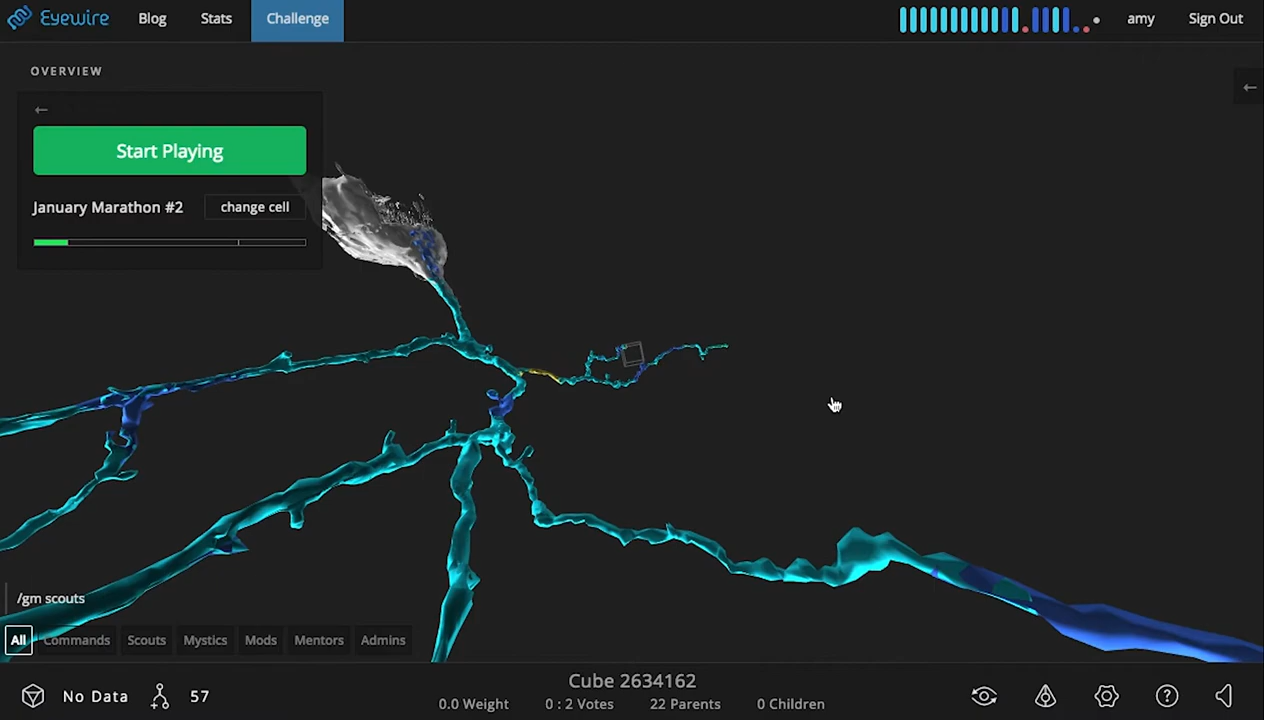 Eyewire Blog Stats Challenge amy Sign Out
OVERVIEW
←
Start Playing
January Marathon #2 change cell
/gm scouts
All Commands Scouts Mystics Mods Mentors Admins
No Data 57
Cube 2634162
0.0 Weight 0 : 2 Votes 22 Parents 0 Children